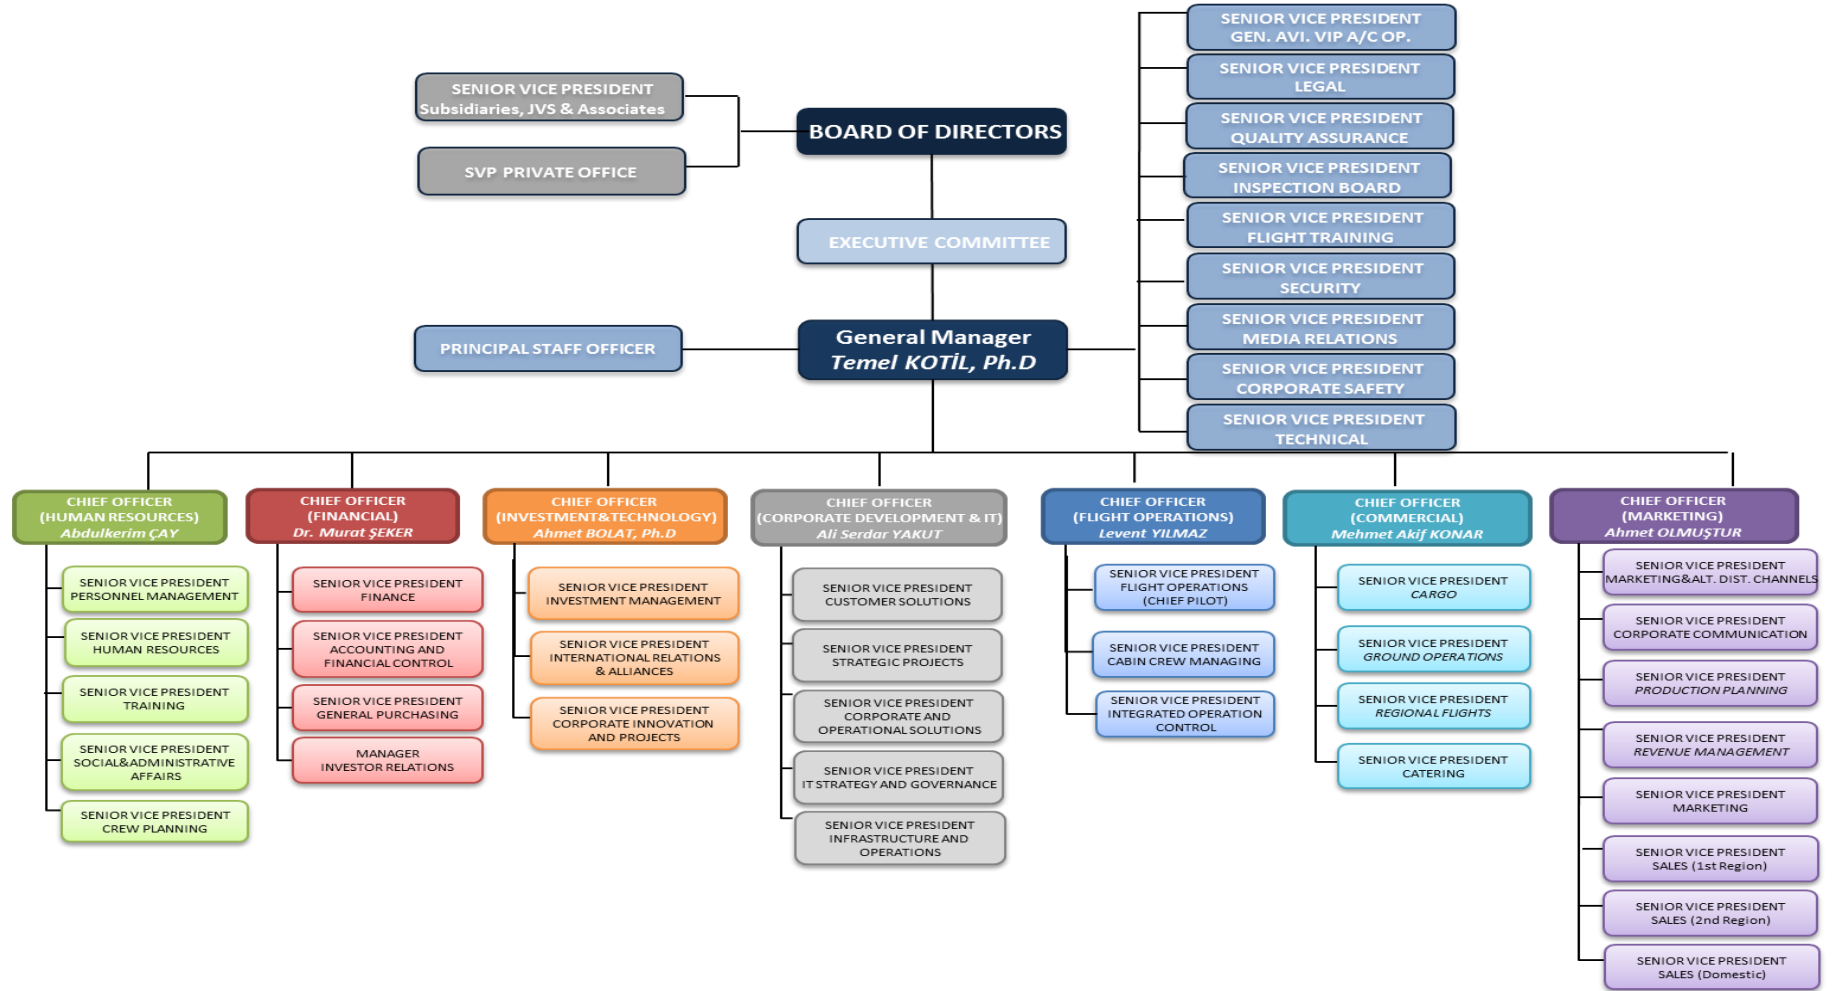 SENIOR VICE PRESIDENT
GEN. AVI. VIP A/C OP.
SENIOR VICE PRESIDENT
LEGAL
SENIOR VICE PRESIDENT
QUALITY ASSURANCE
SENIOR VICE PRESIDENT
INSPECTION BOARD
SENIOR VICE PRESIDENT
FLIGHT TRAINING
SENIOR VICE PRESIDENT
SECURITY
SENIOR VICE PRESIDENT
MEDIA RELATIONS
SENIOR VICE PRESIDENT
CORPORATE SAFETY
SENIOR VICE PRESIDENT
TECHNICAL
SENIOR VICE PRESIDENT
Subsidiaries, JVS & Associates
SVP PRIVATE OFFICE
BOARD OF DIRECTORS
EXECUTIVE COMMITTEE
PRINCIPAL STAFF OFFICER
General Manager
Temel KOTİL, Ph.D
CHIEF OFFICER
(HUMAN RESOURCES)
Abdulkerim ÇAY
SENIOR VICE PRESIDENT
PERSONNEL MANAGEMENT
SENIOR VICE PRESIDENT
HUMAN RESOURCES
SENIOR VICE PRESIDENT
TRAINING
SENIOR VICE PRESIDENT
SOCIAL&ADMINISTRATIVE
AFFAIRS
SENIOR VICE PRESIDENT
CREW PLANNING
CHIEF OFFICER
(FINANCIAL)
Dr. Murat ŞEKER
SENIOR VICE PRESIDENT
FINANCE
SENIOR VICE PRESIDENT
ACCOUNTING AND
FINANCIAL CONTROL
SENIOR VICE PRESIDENT
GENERAL PURCHASING
MANAGER
INVESTOR RELATIONS
CHIEF OFFICER
(INVESTMENT&TECHNOLOGY)
Ahmet BOLAT, Ph.D
SENIOR VICE PRESIDENT
INVESTMENT MANAGEMENT
SENIOR VICE PRESIDENT
INTERNATIONAL RELATIONS
& ALLIANCES
SENIOR VICE PRESIDENT
CORPORATE INNOVATION
AND PROJECTS
CHIEF OFFICER
(CORPORATE DEVELOPMENT & IT)
Ali Serdar YAKUT
SENIOR VICE PRESIDENT
CUSTOMER SOLUTIONS
SENIOR VICE PRESIDENT
STRATEGIC PROJECTS
SENIOR VICE PRESIDENT
CORPORATE AND
OPERATIONAL SOLUTIONS
SENIOR VICE PRESIDENT
IT STRATEGY AND GOVERNANCE
SENIOR VICE PRESIDENT
INFRASTRUCTURE AND
OPERATIONS
CHIEF OFFICER
(FLIGHT OPERATIONS)
Levent YILMAZ
SENIOR VICE PRESIDENT
FLIGHT OPERATIONS
(CHIEF PILOT)
SENIOR VICE PRESIDENT
CABIN CREW MANAGING
SENIOR VICE PRESIDENT
INTEGRATED OPERATION
CONTROL
CHIEF OFFICER
(COMMERCIAL)
Mehmet Akif KONAR
SENIOR VICE PRESIDENT
CARGO
SENIOR VICE PRESIDENT
GROUND OPERATIONS
SENIOR VICE PRESIDENT
REGIONAL FLIGHTS
SENIOR VICE PRESIDENT
CATERING
CHIEF OFFICER
(MARKETING)
Ahmet OLMUŞTUR
SENIOR VICE PRESIDENT
MARKETING&ALT. DIST. CHANNELS
SENIOR VICE PRESIDENT
CORPORATE COMMUNICATION
SENIOR VICE PRESIDENT
PRODUCTION PLANNING
SENIOR VICE PRESIDENT
REVENUE MANAGEMENT
SENIOR VICE PRESIDENT
MARKETING
SENIOR VICE PRESIDENT
SALES (1st Region)
SENIOR VICE PRESIDENT
SALES (2nd Region)
SENIOR VICE PRESIDENT
SALES (Domestic)